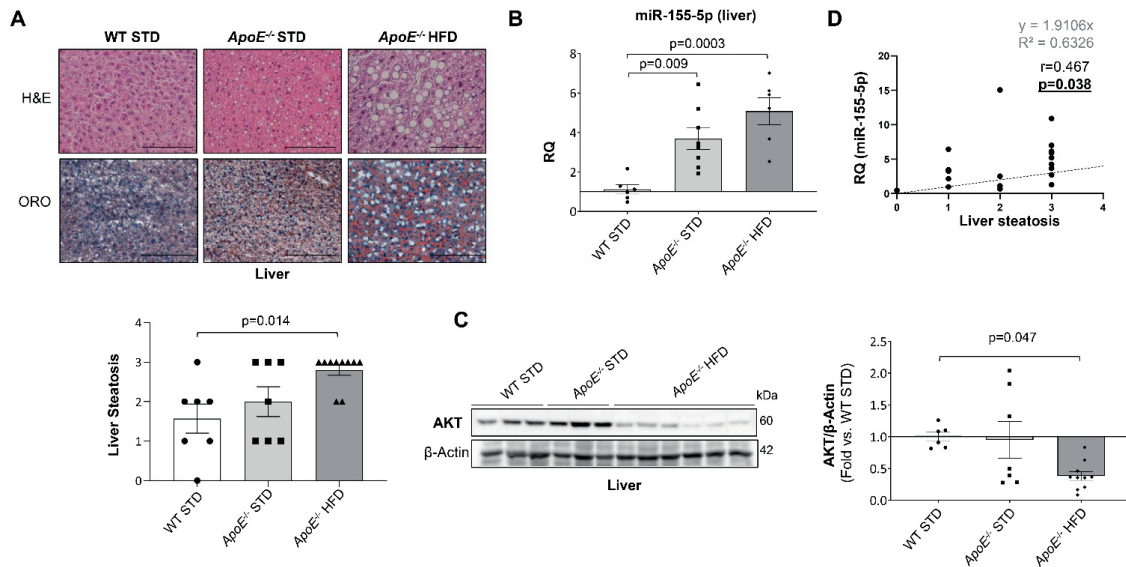 A
WT STD
ApoE-/- STD
ApoE-/- HFD
H&E
ORO
Liver
Liver Steatosis
4
3
2
1
0
p=0.014
WT STD
ApoE-/- STD
ApoE-/- HFD
B
miR-155-5p (liver)
p=0.0003
p=0.009
RQ
8
6
4
2
0
WT STD
ApoE-/- STD
ApoE-/- HFD
D
y = 1.9106x
R² = 0.6326
r=0.467
p=0.038
RQ (miR-155-5p)
20
15
10
5
0
0
1
2
3
4
Liver steatosis
C
WT STD
ApoE-/- STD
ApoE-/- HFD
kDa
AKT
60
β-Actin
42
Liver
AKT/β-Actin
(Fold vs. WT STD)
2.5
2.0
1.5
1
0.5
0.0
p=0.047
WT STD
ApoE-/- STD
ApoE-/- HFD